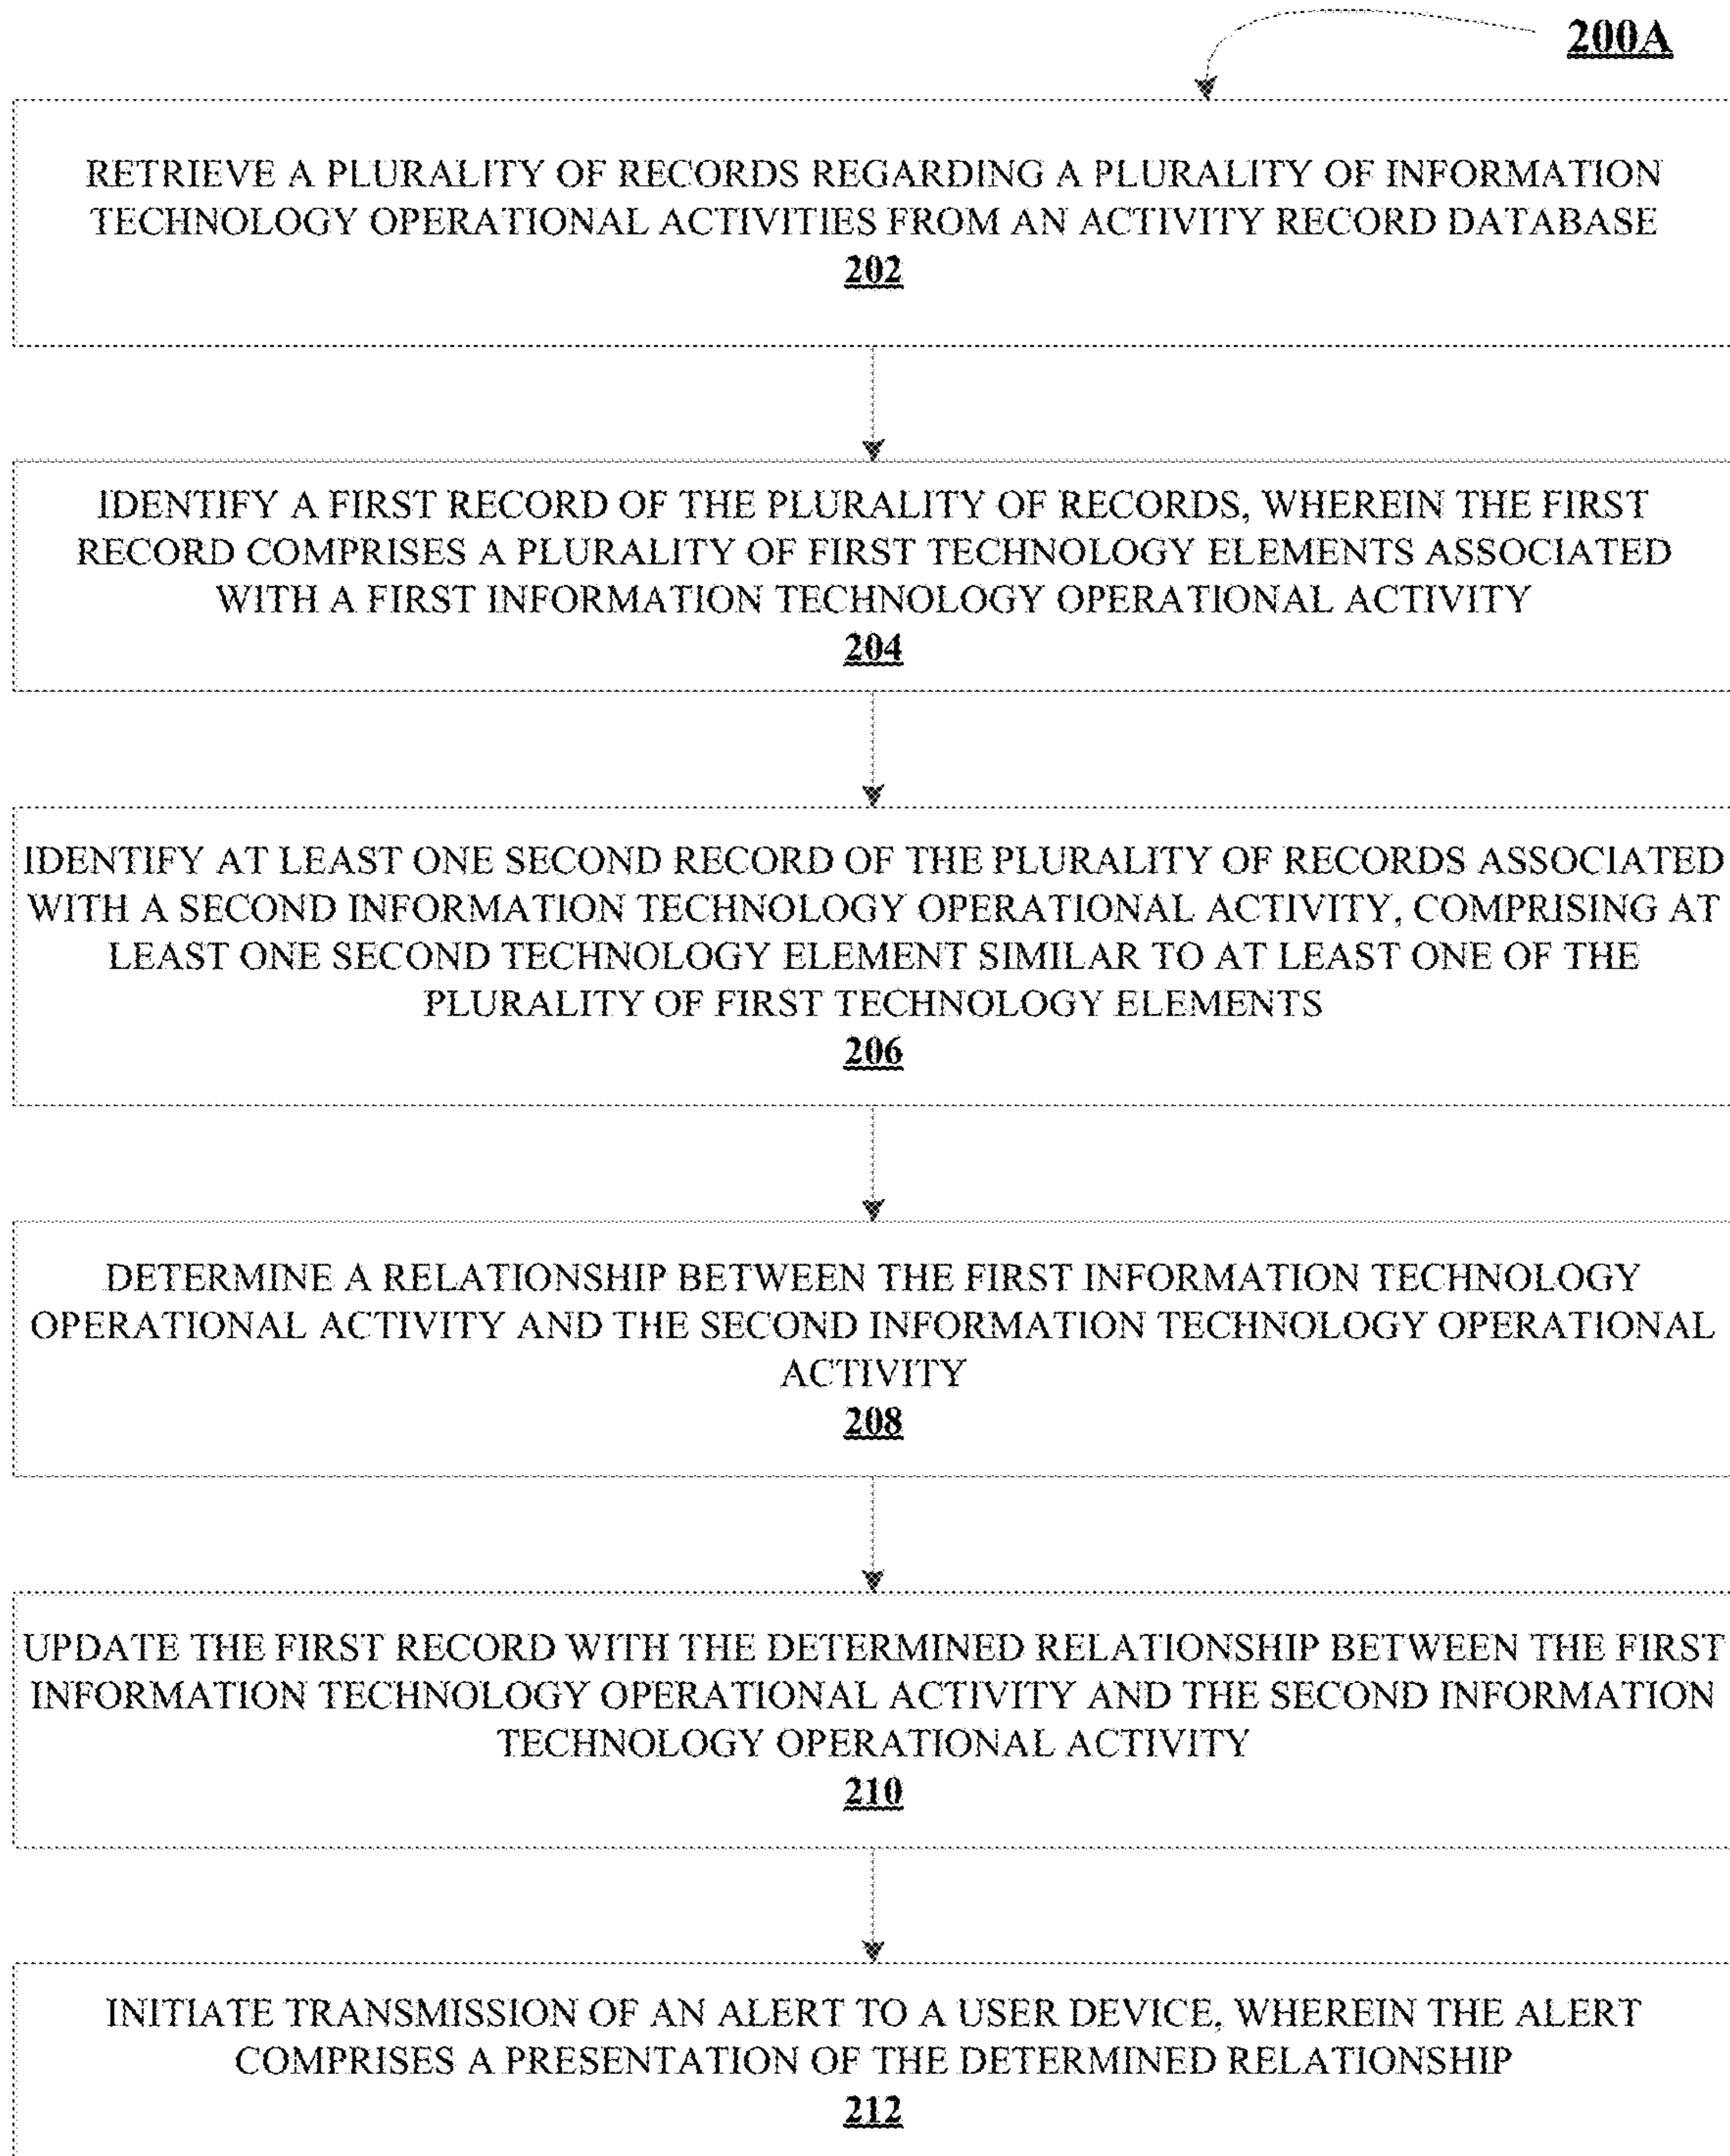 200A
RETRIEVE A PLURALITY OF RECORDS REGARDING A PLURALITY OF INFORMATION
TECHNOLOGY OPERATIONAL ACTIVITIES FROM AN ACTIVITY RECORD DATABASE
202
IDENTIFY A FIRST RECORD OF THE PLURALITY OF RECORDS, WHEREIN THE FIRST
RECORD COMPRISES A PLURALITY OF FIRST TECHNOLOGY ELEMENTS ASSOCIATED
WITH A FIRST INFORMATION TECHNOLOGY OPERATIONAL ACTIVITY
204
IDENTIFY AT LEAST ONE SECOND RECORD OF THE PLURALITY OF RECORDS ASSOCIATED
WITH A SECOND INFORMATION TECHNOLOGY OPERATIONAL ACTIVITY, COMPRISING AT
LEAST ONE SECOND TECHNOLOGY ELEMENT SIMILAR TO AT LEAST ONE OF THE
PLURALITY OF FIRST TECHNOLOGY ELEMENTS
206
DETERMINE A RELATIONSHIP BETWEEN THE FIRST INFORMATION TECHNOLOGY
OPERATIONAL ACTIVITY AND THE SECOND INFORMATION TECHNOLOGY OPERATIONAL
ACTIVITY
208
UPDATE THE FIRST RECORD WITH THE DETERMINED RELATIONSHIP BETWEEN THE FIRST
INFORMATION TECHNOLOGY OPERATIONAL ACTIVITY AND THE SECOND INFORMATION
TECHNOLOGY OPERATIONAL ACTIVITY
210
INITIATE TRANSMISSION OF AN ALERT TO A USER DEVICE, WHEREIN THE ALERT
COMPRISES A PRESENTATION OF THE DETERMINED RELATIONSHIP
212